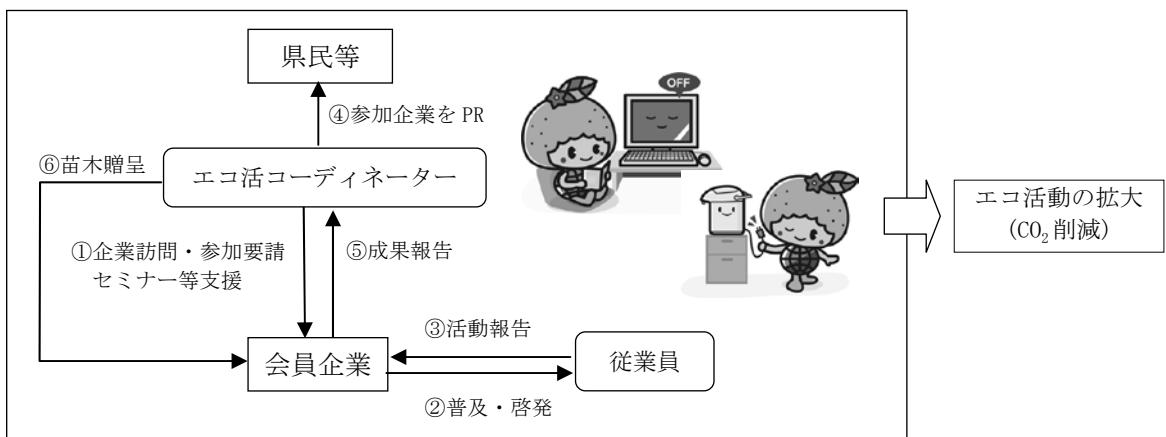 県民等
OFF
④参加企業を PR
⑥苗木贈呈
エコ活コーディネーター
エコ活動の拡大
(CO₂削減)
①企業訪問・参加要請
セミナー等支援
⑤成果報告
③活動報告
会員企業
従業員
②普及・啓発